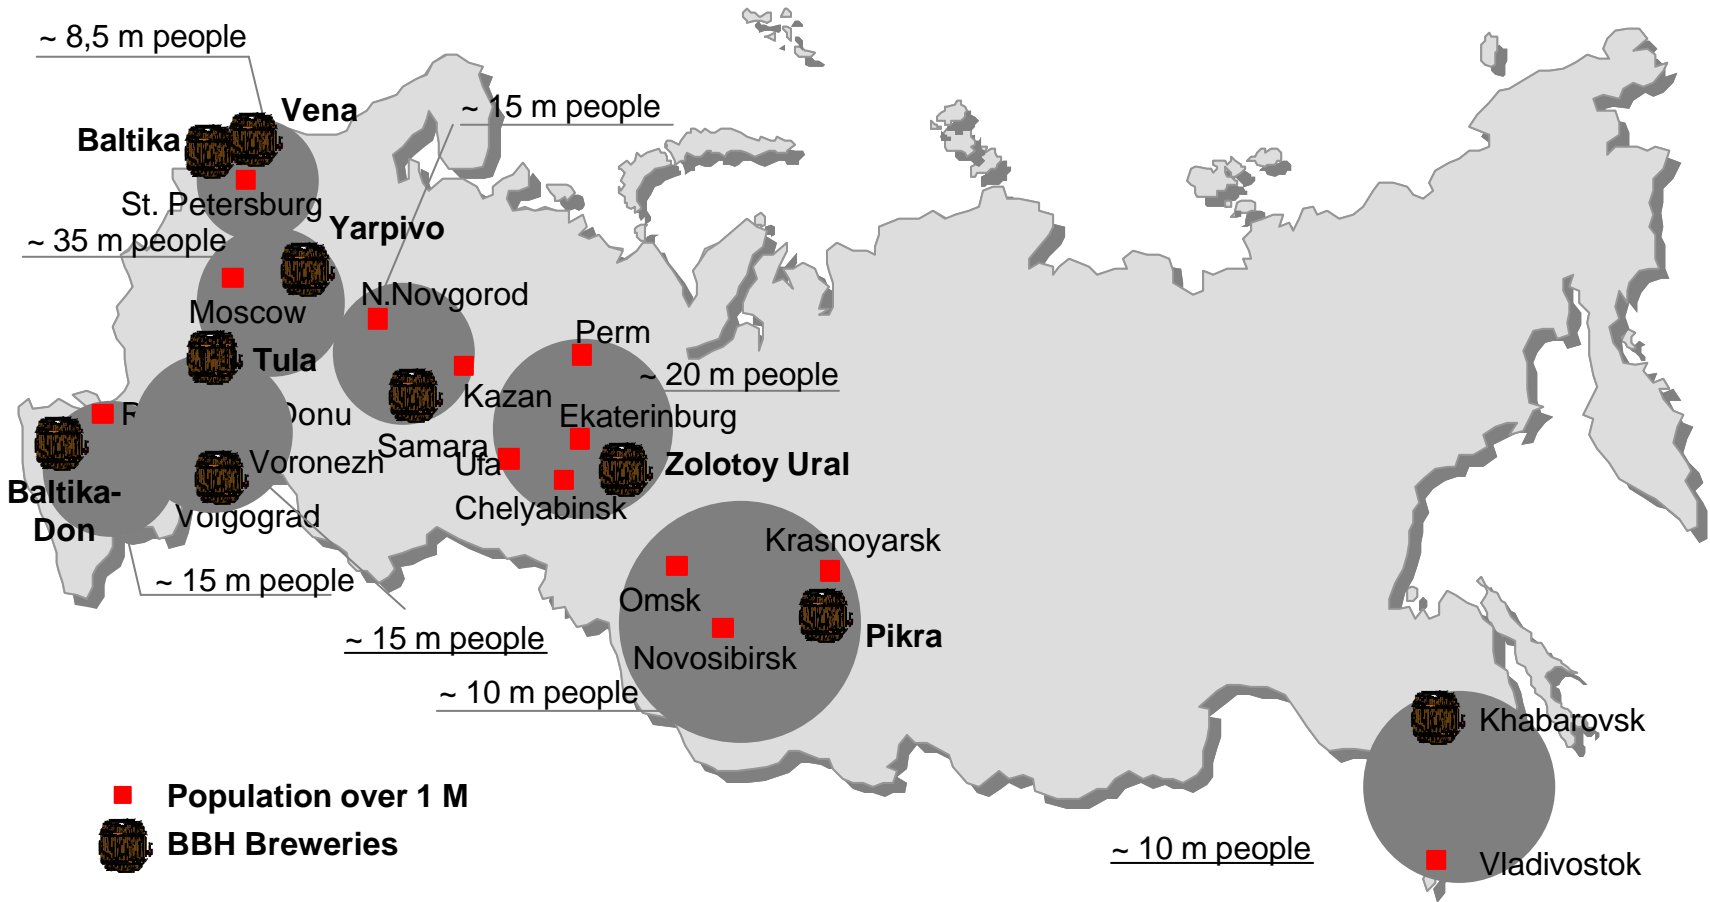 ~ 8,5 m people
Vena
~ 15 m people
Baltika
St. Petersburg
Yarpivo
~ 35 m people
N.Novgorod
Moscow
Perm
Tula
~ 20 m people
Kazan
R
Donu
Ekaterinburg
Samara
Voronezh
Ufa
Zolotoy Ural
Baltika-
Don
Chelyabinsk
Volgograd
Krasnoyarsk
~ 15 m people
Omsk
~ 15 m people
Pikra
Novosibirsk
~ 10 m people
Khabarovsk
Population over 1 M
BBH Breweries
~ 10 m people
Vladivostok